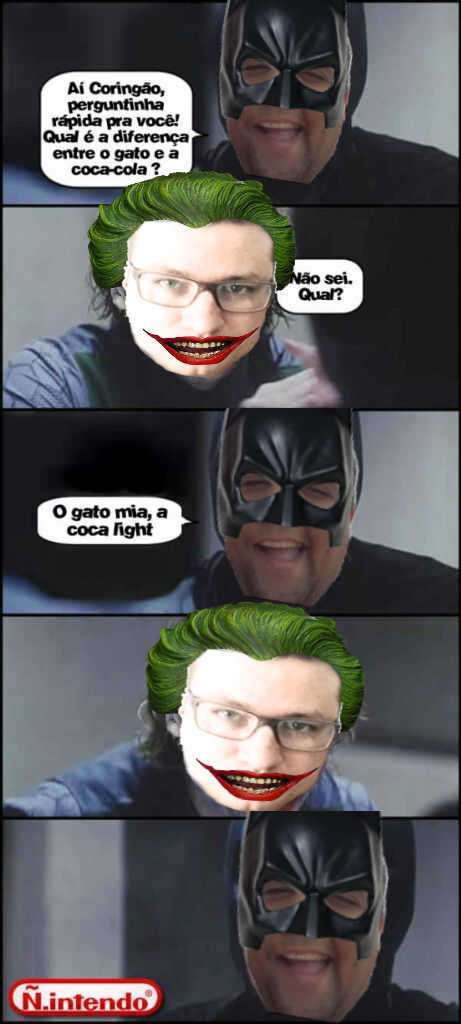 Aí Coringão,
perguntinha
rápida pra você!
Qual é a diferença
entre o gato e a
coca-cola ?
Não sei.
Qual?
O gato mia, a
coca light
Ñ.intendo®